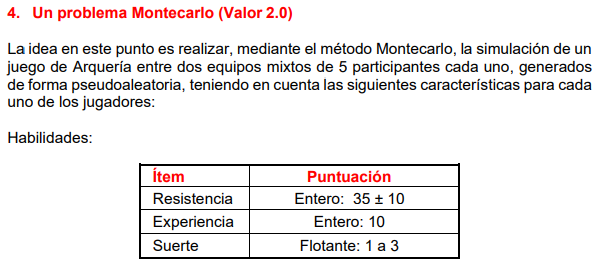 4. Un problema Montecarlo (Valor 2.0)
La idea en este punto es realizar, mediante el método Montecarlo, la simulación de un
juego de Arquería entre dos equipos mixtos de 5 participantes cada uno, generados
de forma pseudoaleatoria, teniendo en cuenta las siguientes características para cada
uno de los jugadores:
Habilidades:
Ítem Puntuación
Resistencia Entero: 35 ± 10
Experiencia Entero: 10
Suerte Flotante: 1 a 3